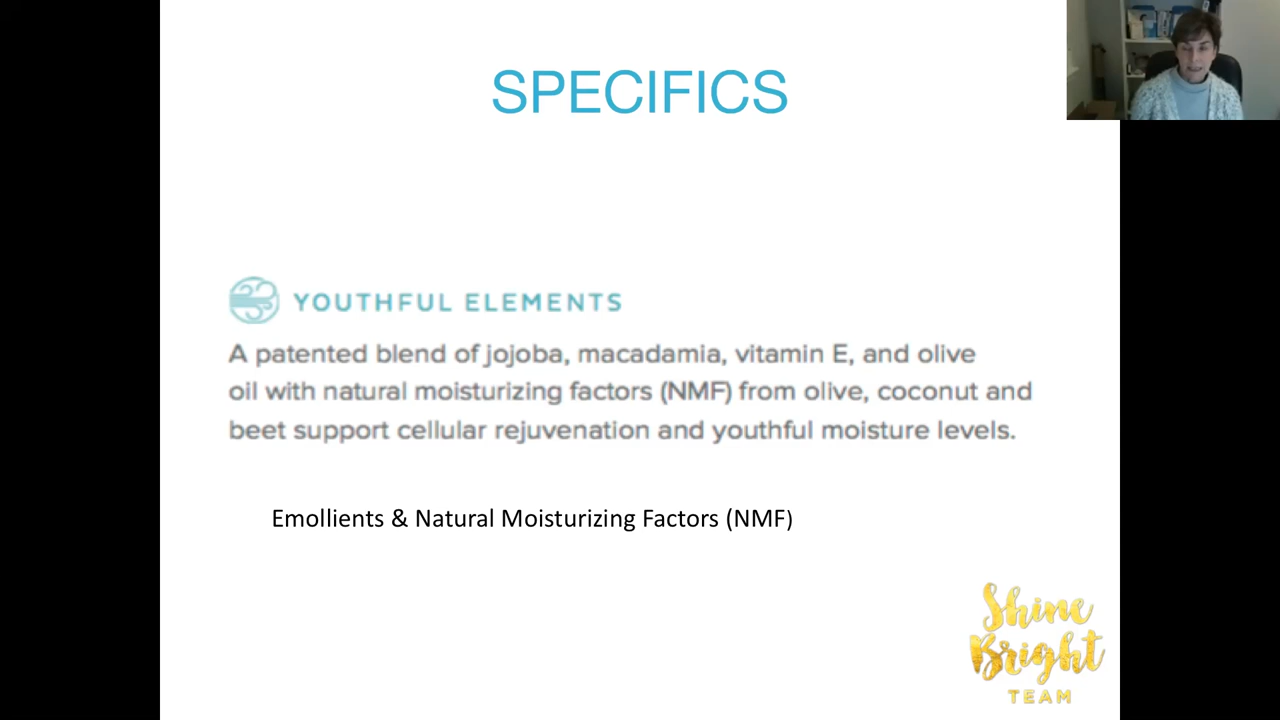 SPECIFICS
YOUTHFUL ELEMENTS
A patented blend of jojoba, macadamia, vitamin E, and olive
oil with natural moisturizing factors (NMF) from olive, coconut and
beet support cellular rejuvenation and youthful moisture levels.
Emollients & Natural Moisturizing Factors (NMF)
Shine
Bright
TEAM